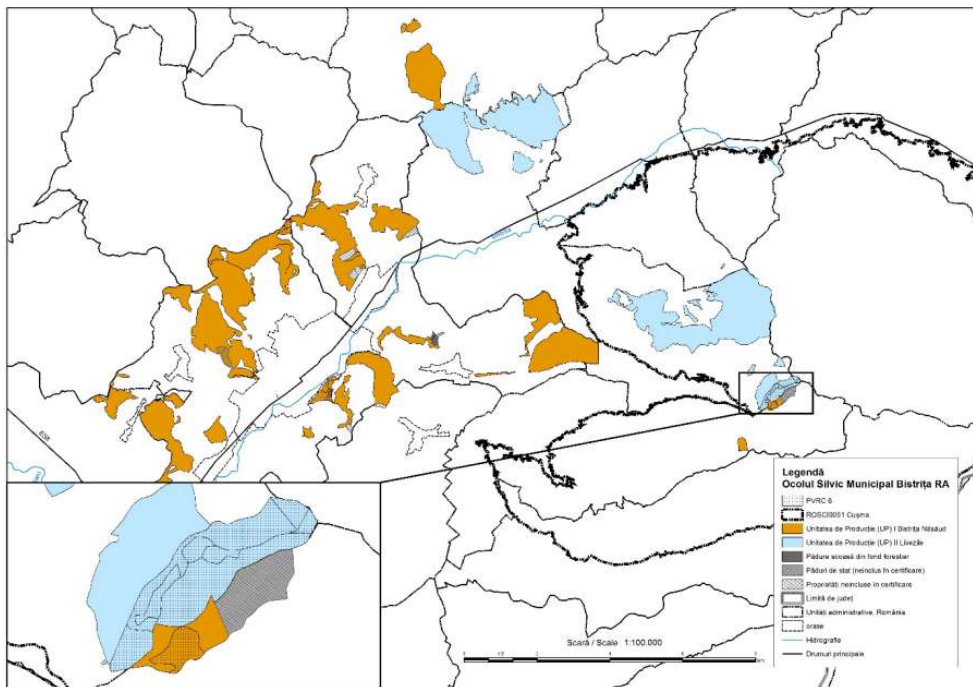 Legendă
Ocolul Silvic Municipal Bistrița RA
PVRC 6
ROSCI0051 Cușma
Unitatea de Producție (UP) I Bistrița Năsăud
Unitatea de Producție (UP) II Livezile
Pădure scoasă din fond forestier
Păduri de stat (neinclus în certificare)
Proprietăți neincluse în certificare
Limită de județ
Unități administrative, România
orase
Hidrografie
Drumuri principale
Scară / Scale 1:100.000